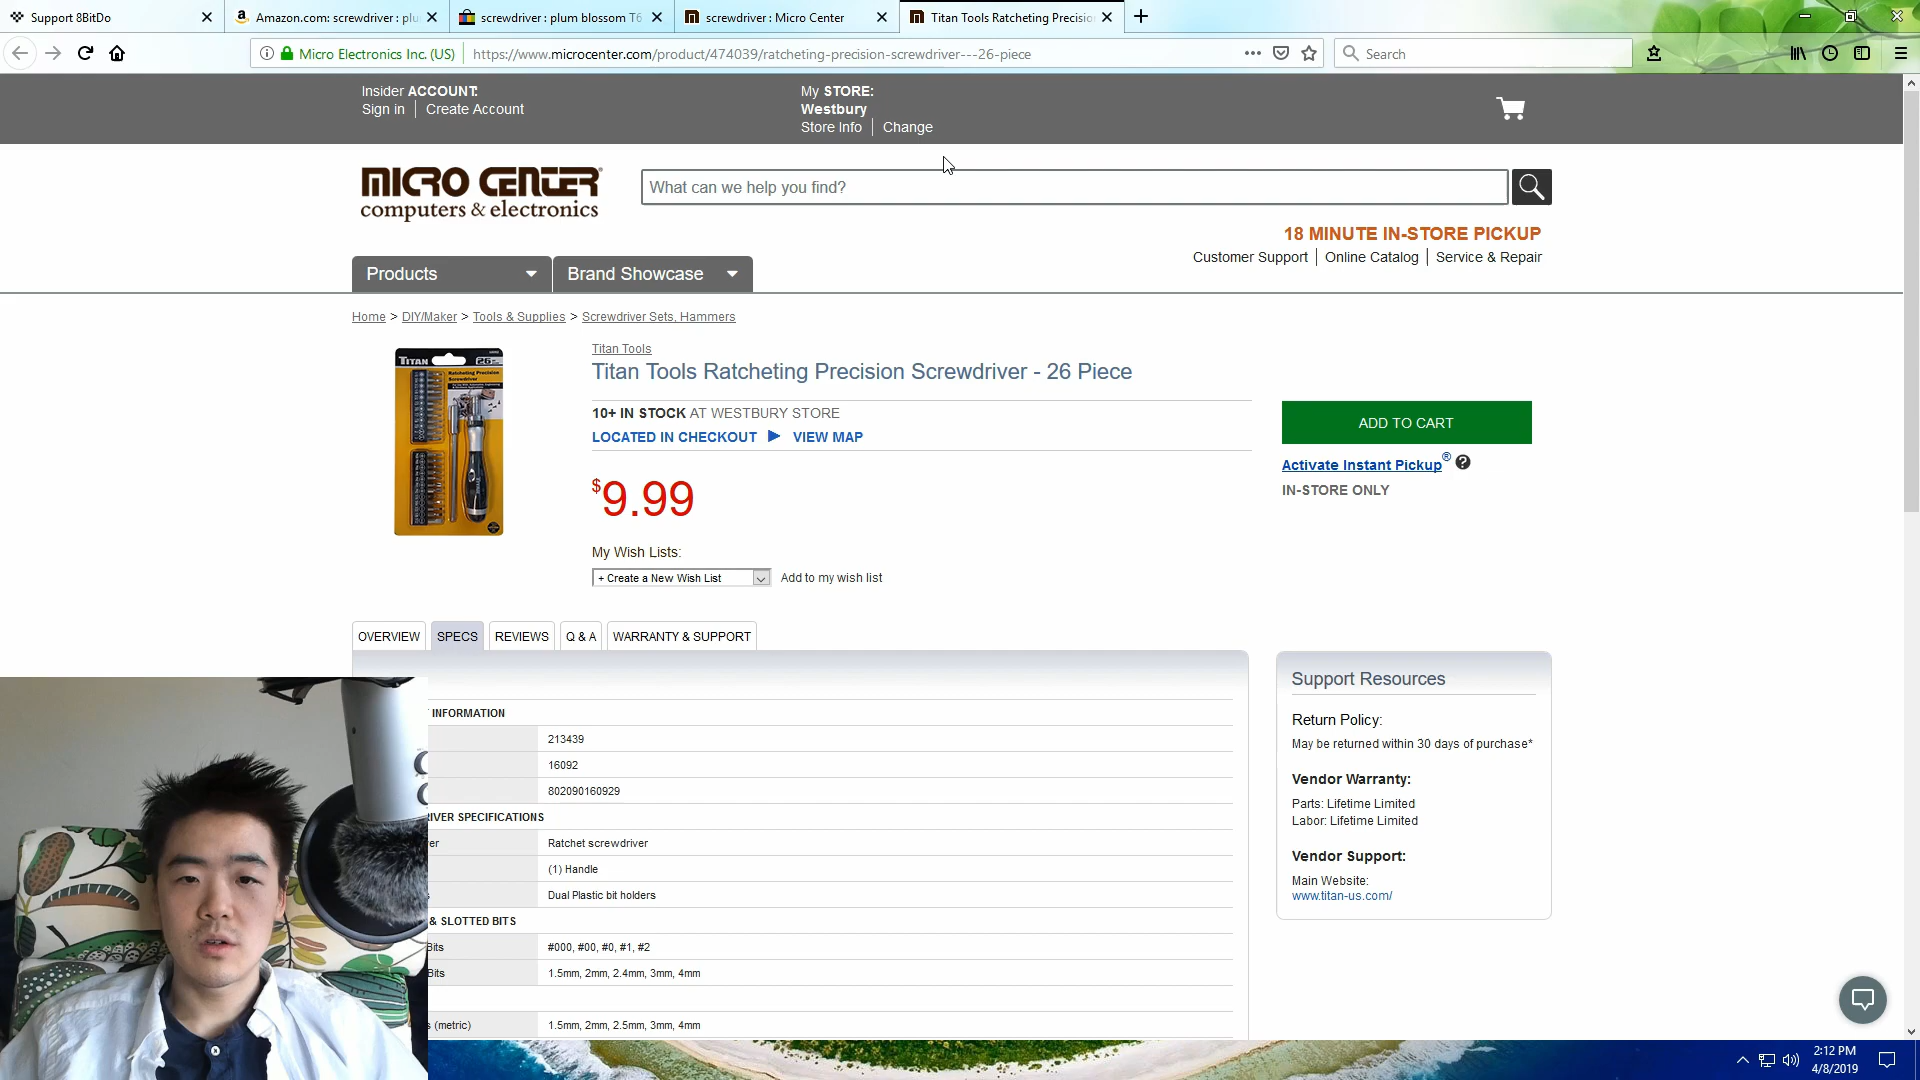 Support 8BitDo
Amazon.com: screwdriver : plu
screwdriver : plum blossom T6
screwdriver : Micro Center
Titan Tools Ratcheting Precisio
Micro Electronics Inc. (US)
https://www.microcenter.com/product/474039/ratcheting-precision-screwdriver---26-piece
Search
Insider ACCOUNT:
Sign in
Create Account
My STORE:
Westbury
Store Info
Change
MICRO CENTER
computers & electronics
What can we help you find?
18 MINUTE IN-STORE PICKUP
Customer Support
Online Catalog
Service & Repair
Products
Brand Showcase
Home > DIY/Maker > Tools & Supplies > Screwdriver Sets, Hammers
TITAN
Ratcheting Precision
Screwdriver
Titan Tools
Titan Tools Ratcheting Precision Screwdriver - 26 Piece
10+ IN STOCK AT WESTBURY STORE
LOCATED IN CHECKOUT
VIEW MAP
$9.99
ADD TO CART
Activate Instant Pickup®
IN-STORE ONLY
My Wish Lists:
+ Create a New Wish List
Add to my wish list
OVERVIEW
SPECS
REVIEWS
Q & A
WARRANTY & SUPPORT
INFORMATION
213439
16092
802090160929
IVER SPECIFICATIONS
er
Ratchet screwdriver
(1) Handle
s
Dual Plastic bit holders
& SLOTTED BITS
Bits
#000, #00, #0, #1, #2
Bits
1.5mm, 2mm, 2.4mm, 3mm, 4mm
s (metric)
1.5mm, 2mm, 2.5mm, 3mm, 4mm
Support Resources
Return Policy:
May be returned within 30 days of purchase*
Vendor Warranty:
Parts: Lifetime Limited
Labor: Lifetime Limited
Vendor Support:
Main Website:
www.titan-us.com/
2:12 PM
4/8/2019